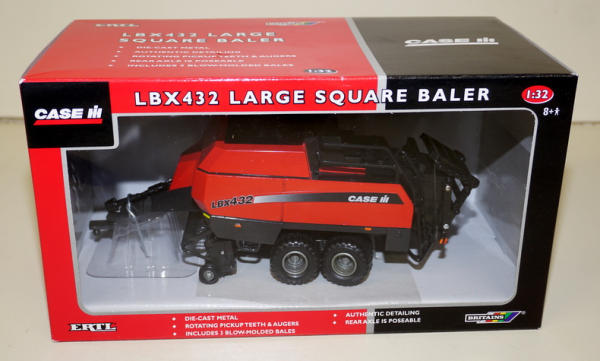 ERTL
LBX432 LARGE
SQUARE BALER
• DIE-CAST METAL
• AUTHENTIC DETAILING
• ROTATING PICKUP TEETH & AUGERS
• REAR AXLE IS POSEABLE
• INCLUDES 3 BLOW-MOLDED BALES
1:32
BRITAINS
CASE IH
CASE IH
LBX432 LARGE SQUARE BALER
1:32
8+
LBX432
CASE IH
ERTL
• DIE-CAST METAL
• ROTATING PICKUP TEETH & AUGERS
• INCLUDES 3 BLOW-MOLDED BALES
• AUTHENTIC DETAILING
• REAR AXLE IS POSEABLE
BRITAINS